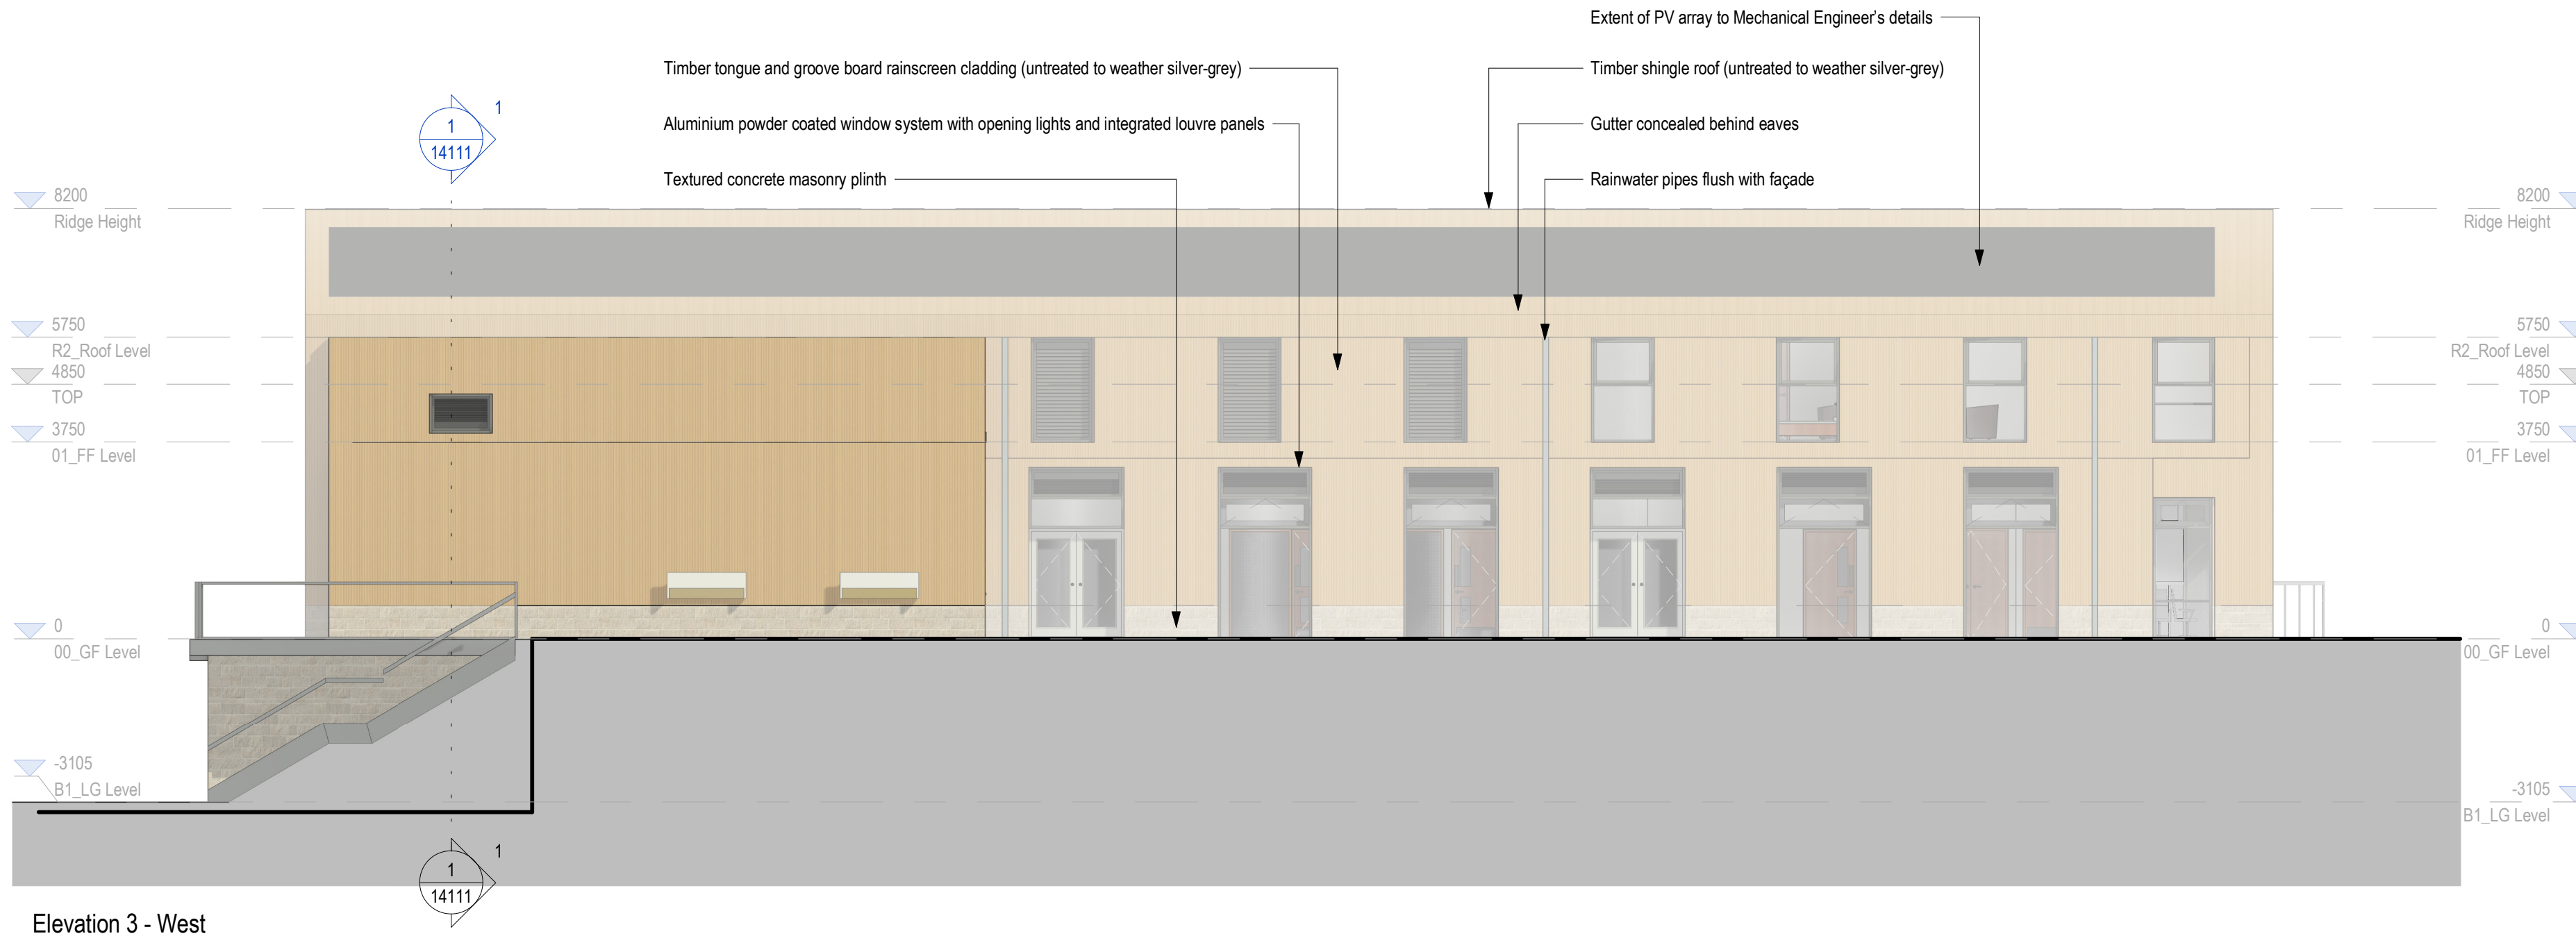 Extent of PV array to Mechanical Engineer's details
Timber tongue and groove board rainscreen cladding (untreated to weather silver-grey)
Timber shingle roof (untreated to weather silver-grey)
1
1
14111
Aluminium powder coated window system with opening lights and integrated louvre panels
Gutter concealed behind eaves
Textured concrete masonry plinth
Rainwater pipes flush with façade
8200
Ridge Height
8200
Ridge Height
5750
R2_Roof Level
5750
R2_Roof Level
4850
TOP
4850
TOP
3750
01_FF Level
3750
01_FF Level
0
00_GF Level
0
00_GF Level
-3105
B1_LG Level
-3105
B1_LG Level
1
1
14111
Elevation 3 - West